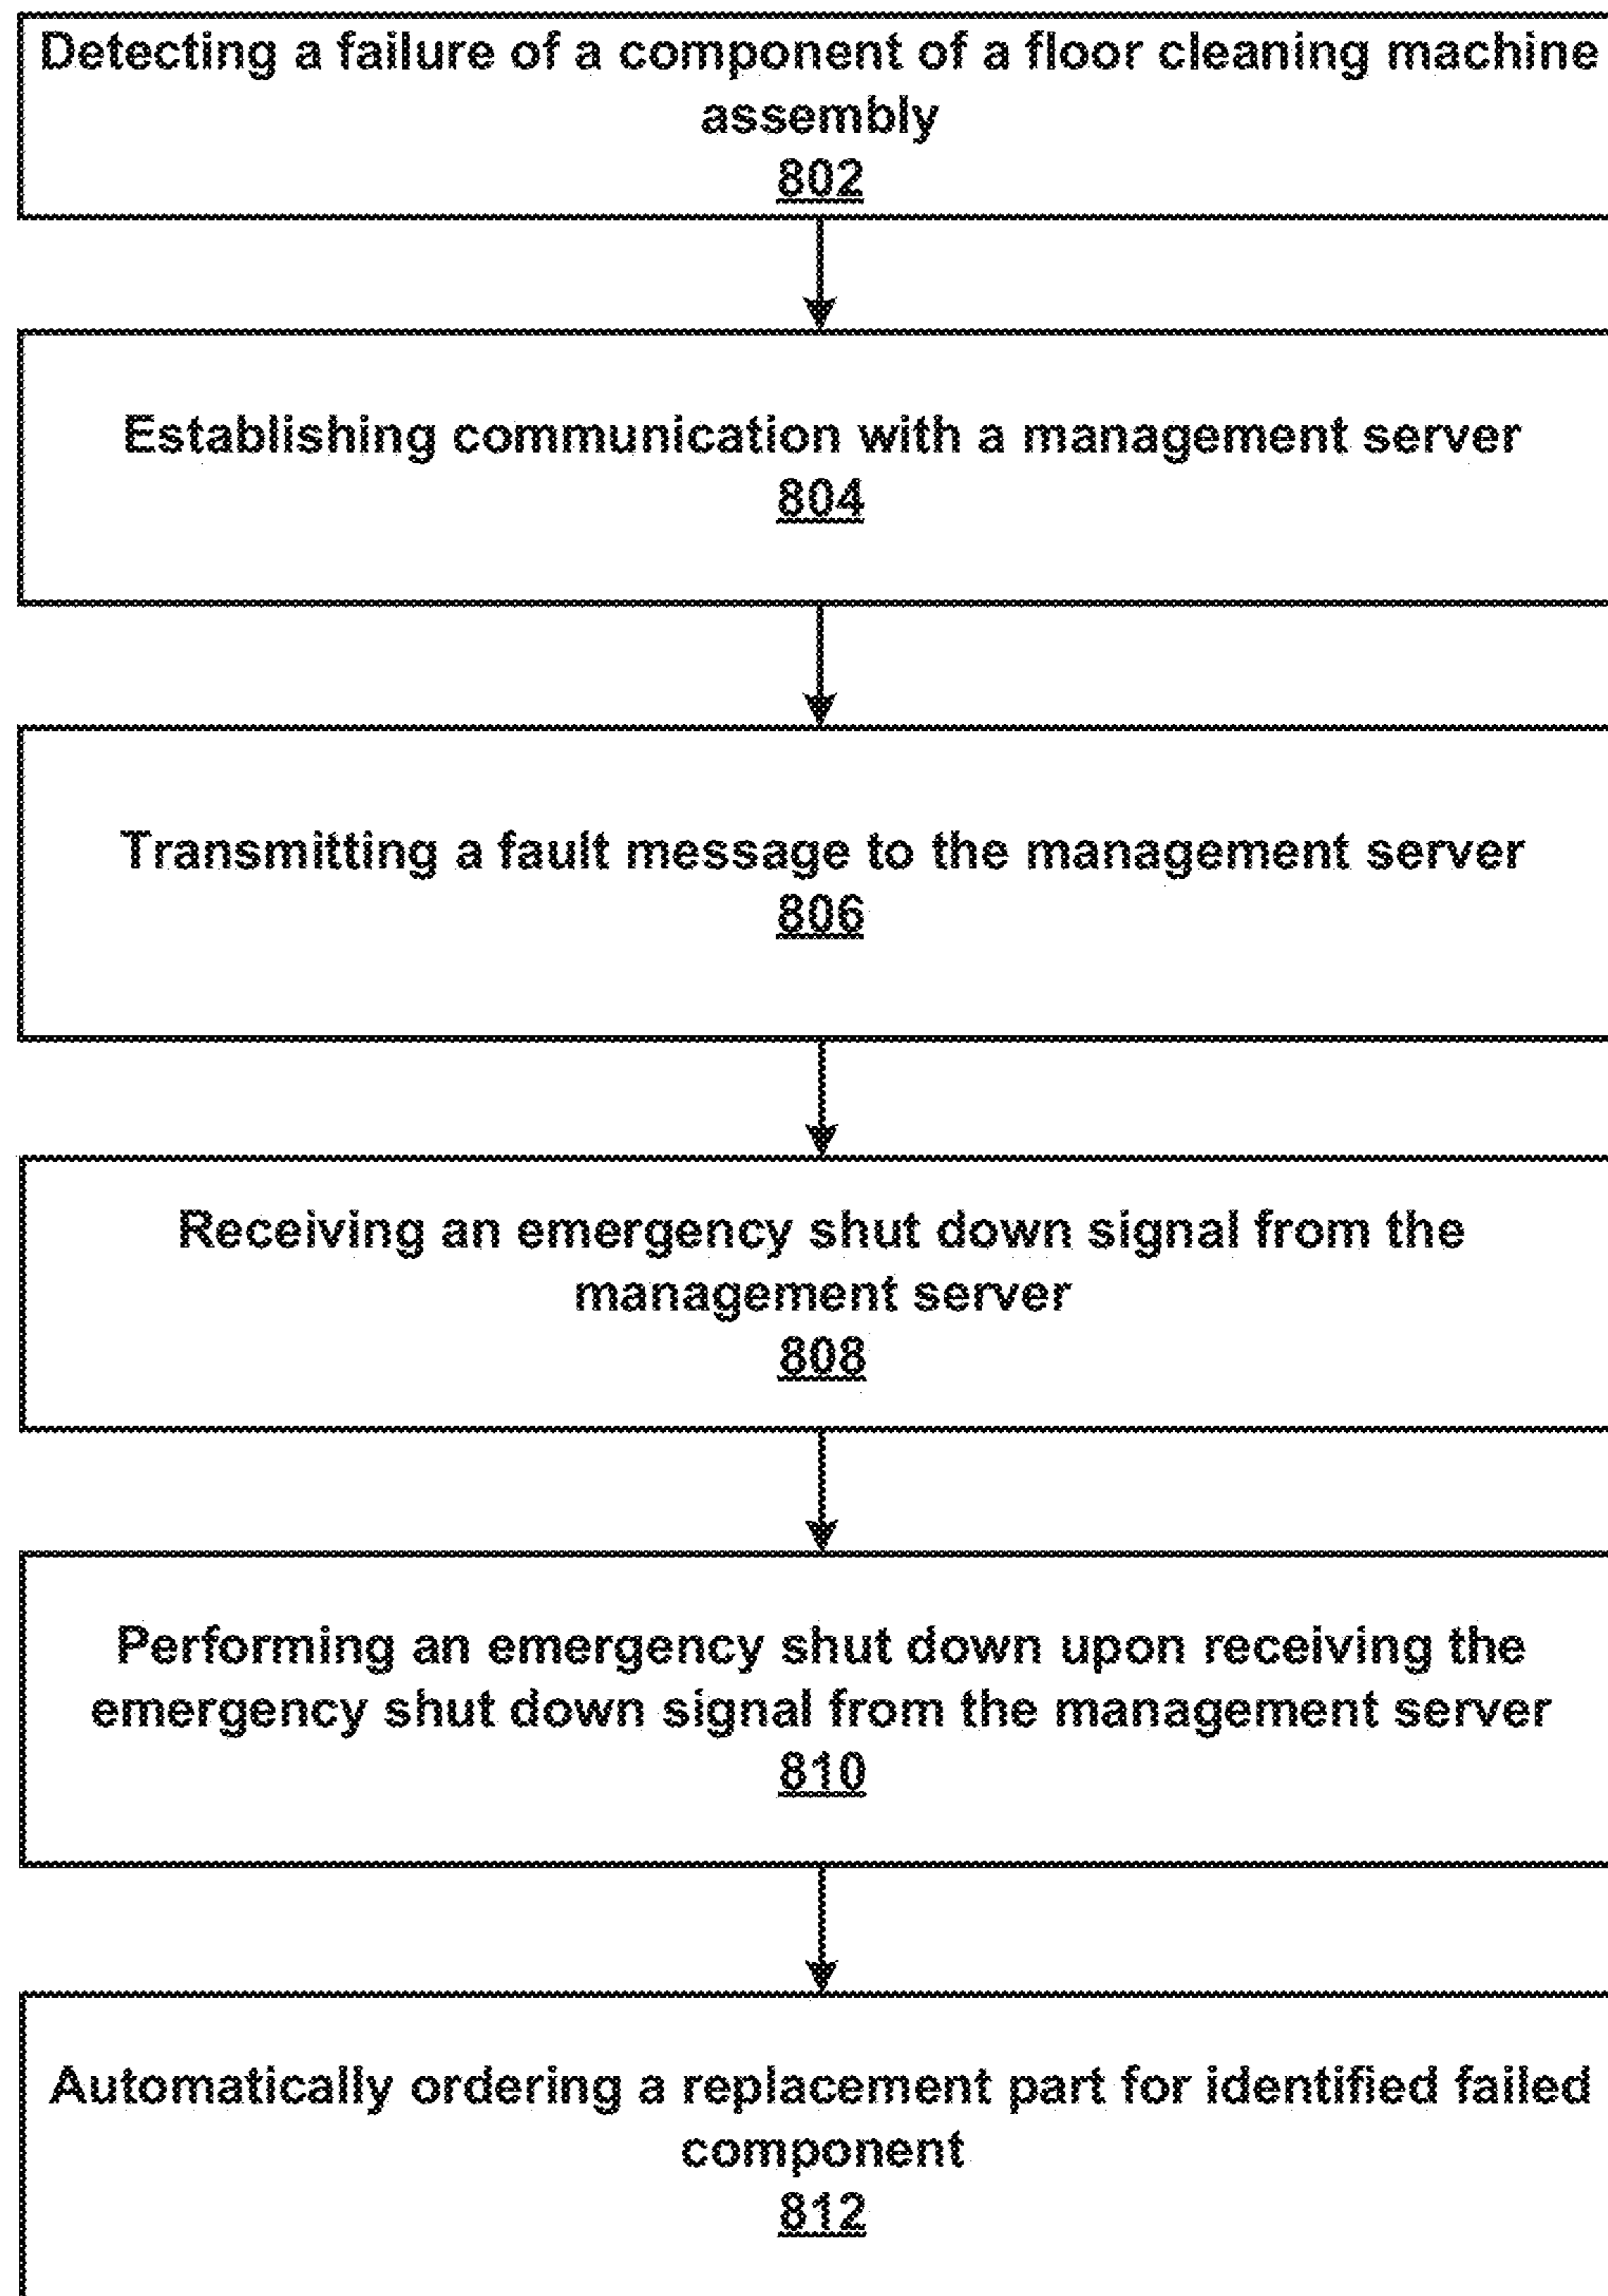 Detecting a failure of a component of a floor cleaning machine
assembly
802
Establishing communication with a management server
804
Transmitting a fault message to the management server
806
Receiving an emergency shut down signal from the
management server
808
Performing an emergency shut down upon receiving the
emergency shut down signal from the management server
810
Automatically ordering a replacement part for identified failed
component
812